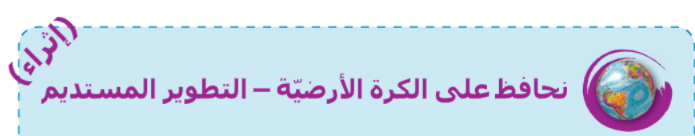 (إثراء)
نحافظ على الكرة الأرضيّة – التطوير المستديم